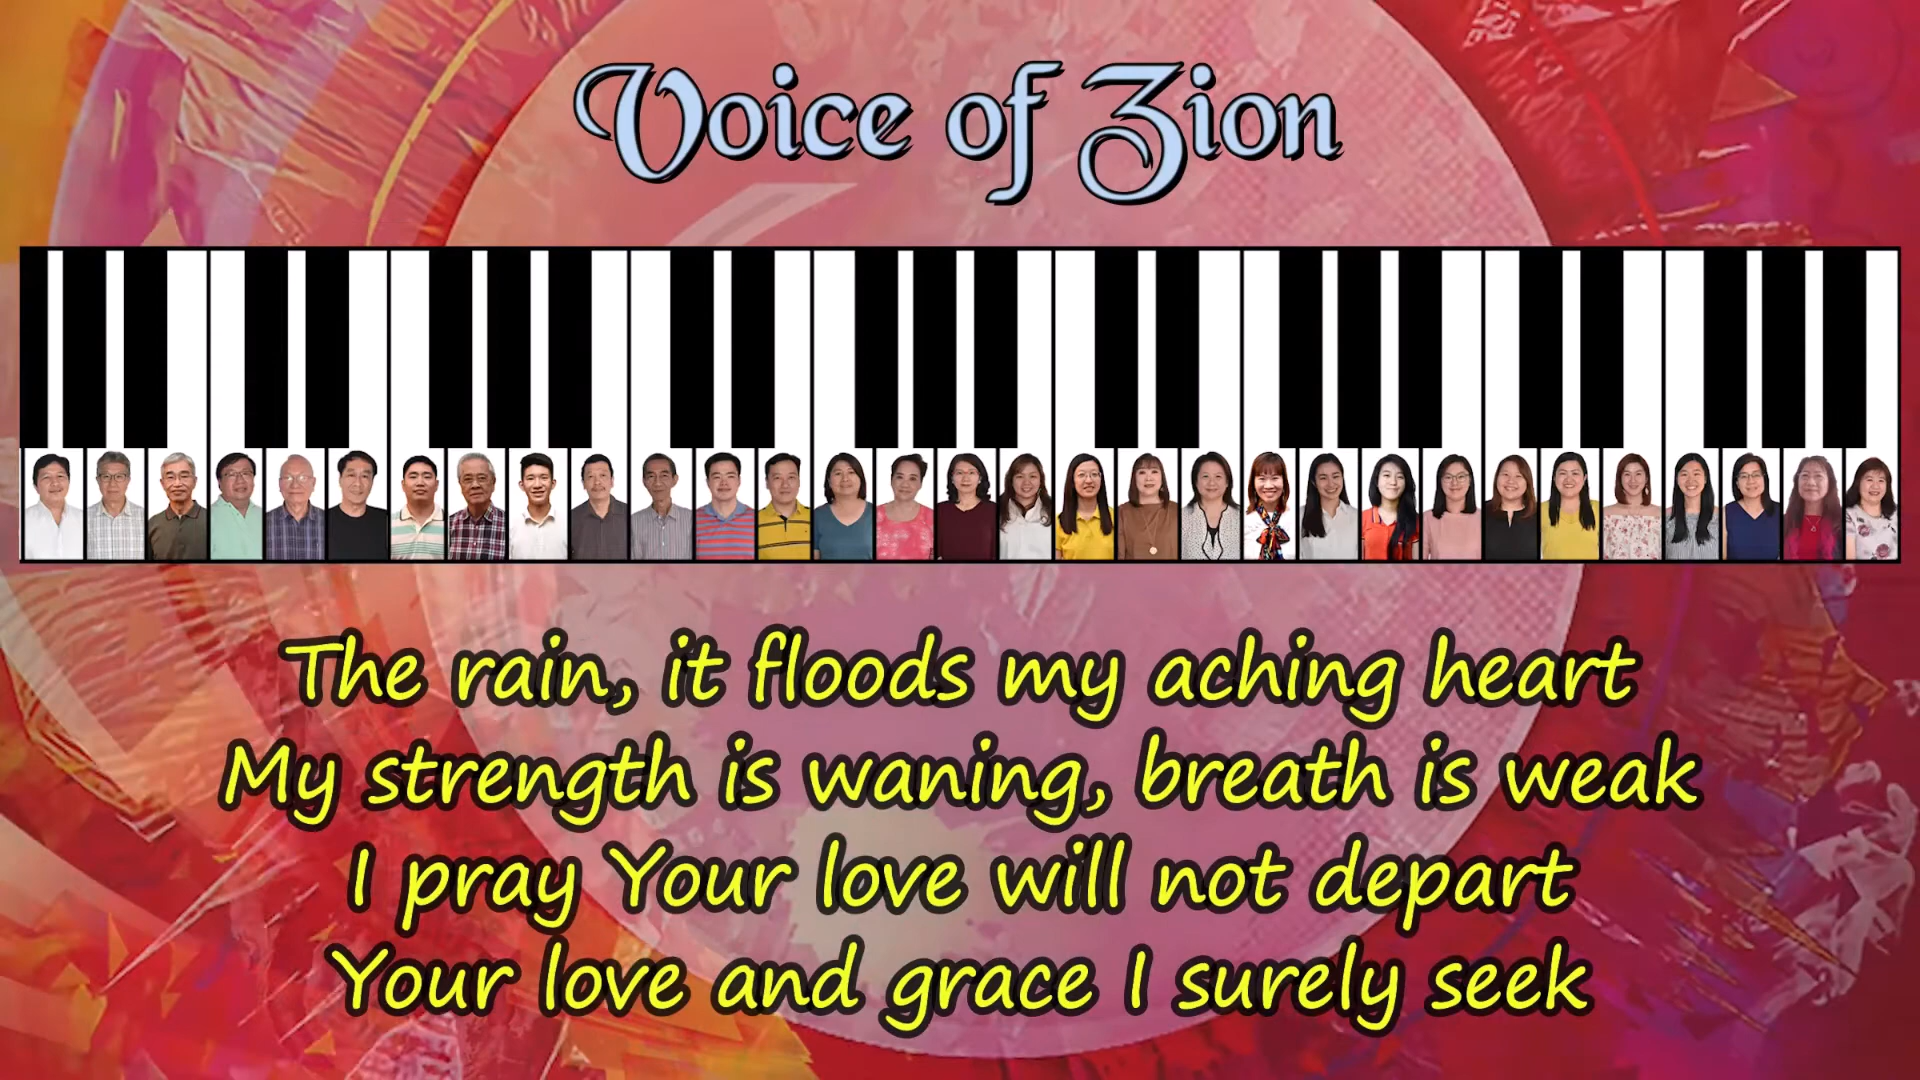 Voice of Zion
The rain, it floods my aching heart
My strength is waning, breath is weak
I pray Your love will not depart
Your love and grace I surely seek